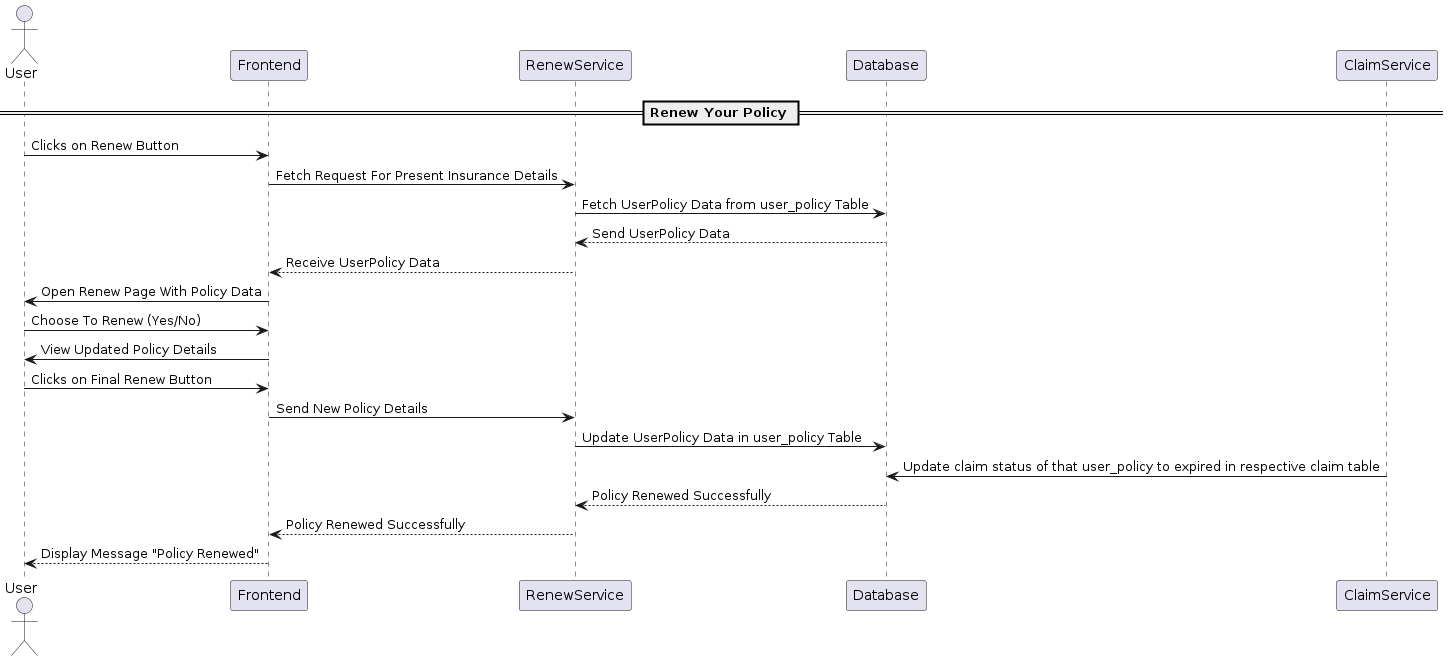 User
Frontend
RenewService
Database
ClaimService
Renew Your Policy
Clicks on Renew Button
Fetch Request For Present Insurance Details
Fetch UserPolicy Data from user_policy Table
Send UserPolicy Data
Receive UserPolicy Data
Open Renew Page With Policy Data
Choose To Renew (Yes/No)
View Updated Policy Details
Clicks on Final Renew Button
Send New Policy Details
Update UserPolicy Data in user_policy Table
Update claim status of that user_policy to expired in respective claim table
Policy Renewed Successfully
Policy Renewed Successfully
Display Message "Policy Renewed"
User
Frontend
RenewService
Database
ClaimService